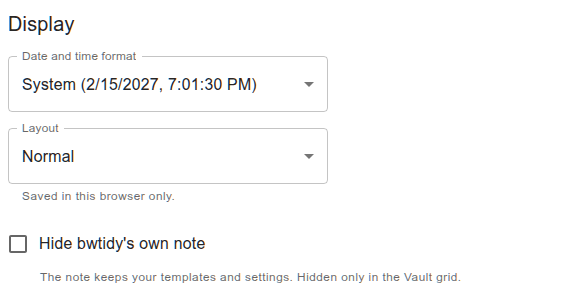 Display
Date and time format
System (2/15/2027, 7:01:30 PM)
Layout
Normal
Saved in this browser only.
Hide bwtidy's own note
The note keeps your templates and settings. Hidden only in the Vault grid.